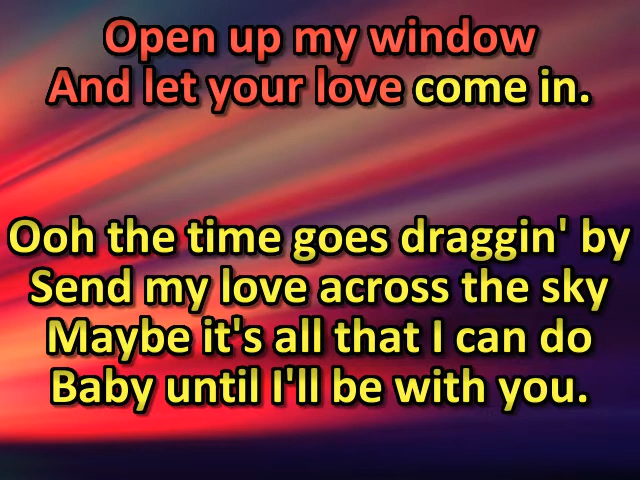 Open up my window
And let your love come in.
Ooh the time goes draggin' by
Send my love across the sky
Maybe it's all that I can do
Baby until I'll be with you.